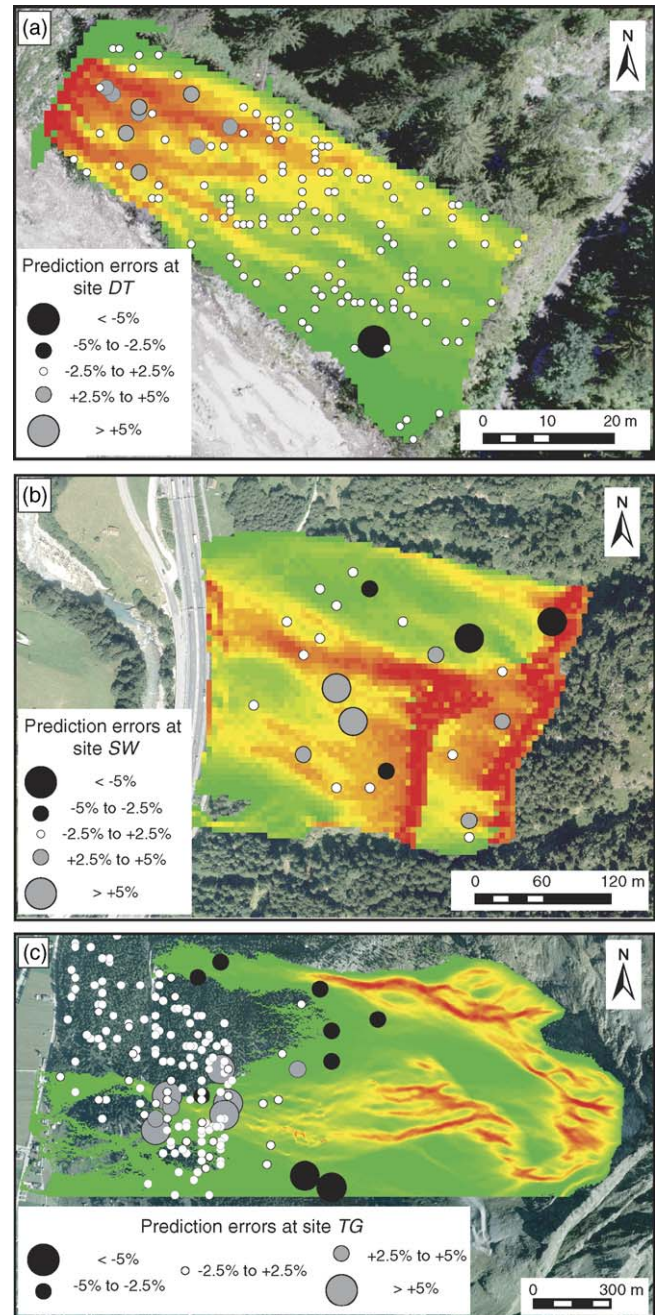 (a)
N
Prediction errors at
site DT
< -5%
-5% to -2.5%
-2.5% to +2.5%
+2.5% to +5%
> +5%
0 10 20 m
(b)
N
Prediction errors at
site SW
< -5%
-5% to -2.5%
-2.5% to +2.5%
+2.5% to +5%
> +5%
0 60 120 m
(c)
N
Prediction errors at site TG
< -5%
-5% to -2.5%
-2.5% to +2.5%
+2.5% to +5%
> +5%
0 300 m